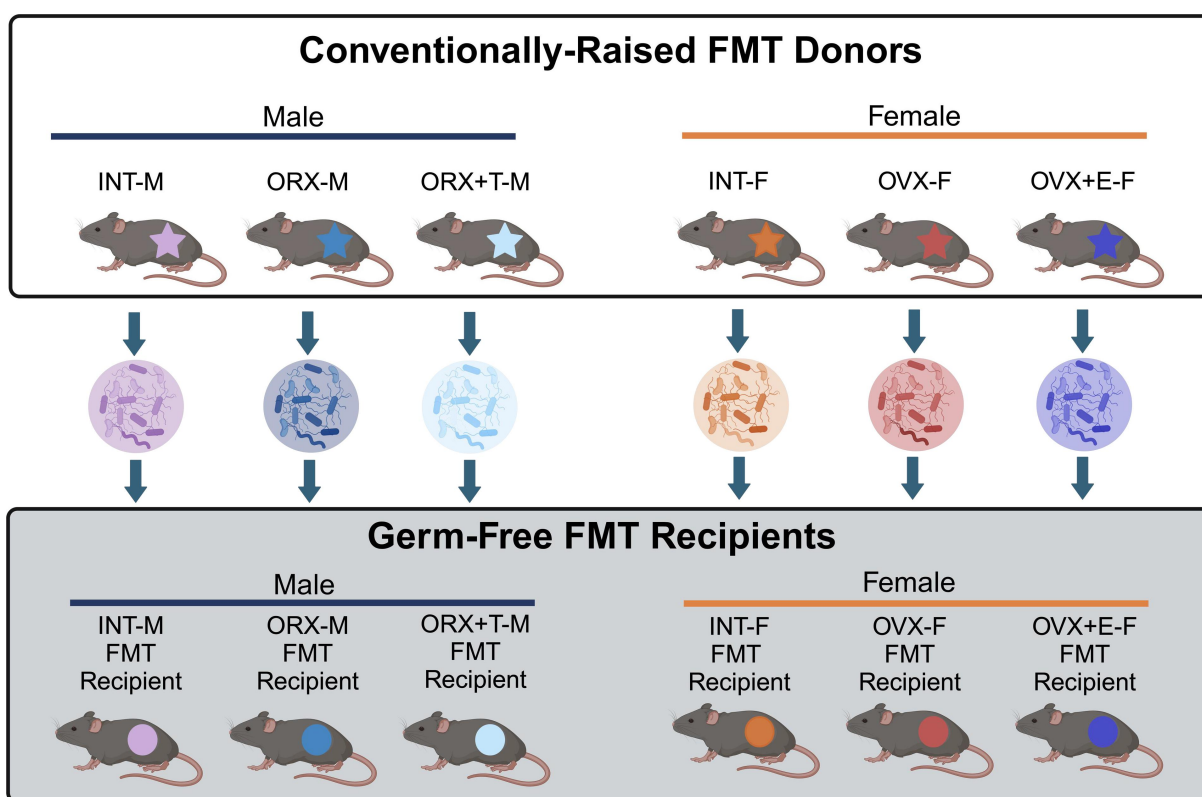 Conventionally-Raised FMT Donors
Male
Female
INT-M
ORX-M
ORX+T-M
INT-F
OVX-F
OVX+E-F
Germ-Free FMT Recipients
Male
Female
INT-M
FMT
Recipient
ORX-M
FMT
Recipient
ORX+T-M
FMT
Recipient
INT-F
FMT
Recipient
OVX-F
FMT
Recipient
OVX+E-F
FMT
Recipient